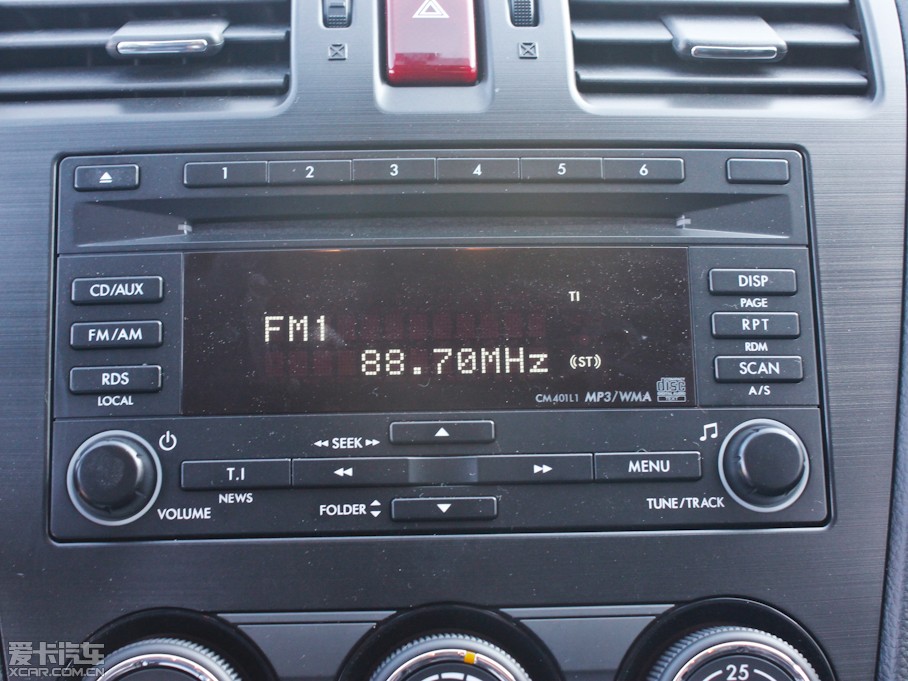 1 2 3 4 5 6
CD/AUX
FM/AM
RDS
LOCAL
TI
FM1
88.70MHz (ST)
CM401L1 MP3/WMA
DISP
PAGE
RPT
RDM
SCAN
A/S
VOLUME
T.I
NEWS
SEEK
FOLDER
MENU
TUNE/TRACK
25
爱卡汽车
XCAR.COM.CN